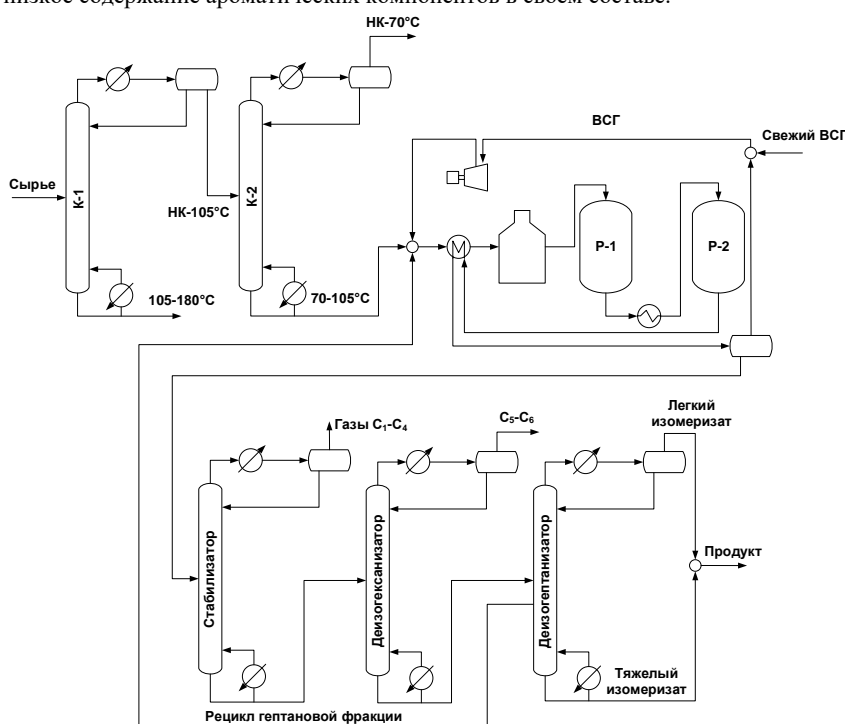 низкое содержание ароматических компонентов в своем составе.
НК-70°С
ВСГ
Свежий ВСГ
Сырье
К-1
НК-105°С
К-2
Р-1
Р-2
105-180°С
70-105°С
Газы С₁-С₄
С₅-С₆
Легкий
изомеризат
Стабилизатор
Деизогексанизатор
Деизогептанизатор
Продукт
Тяжелый
изомеризат
Рецикл гептановой фракции